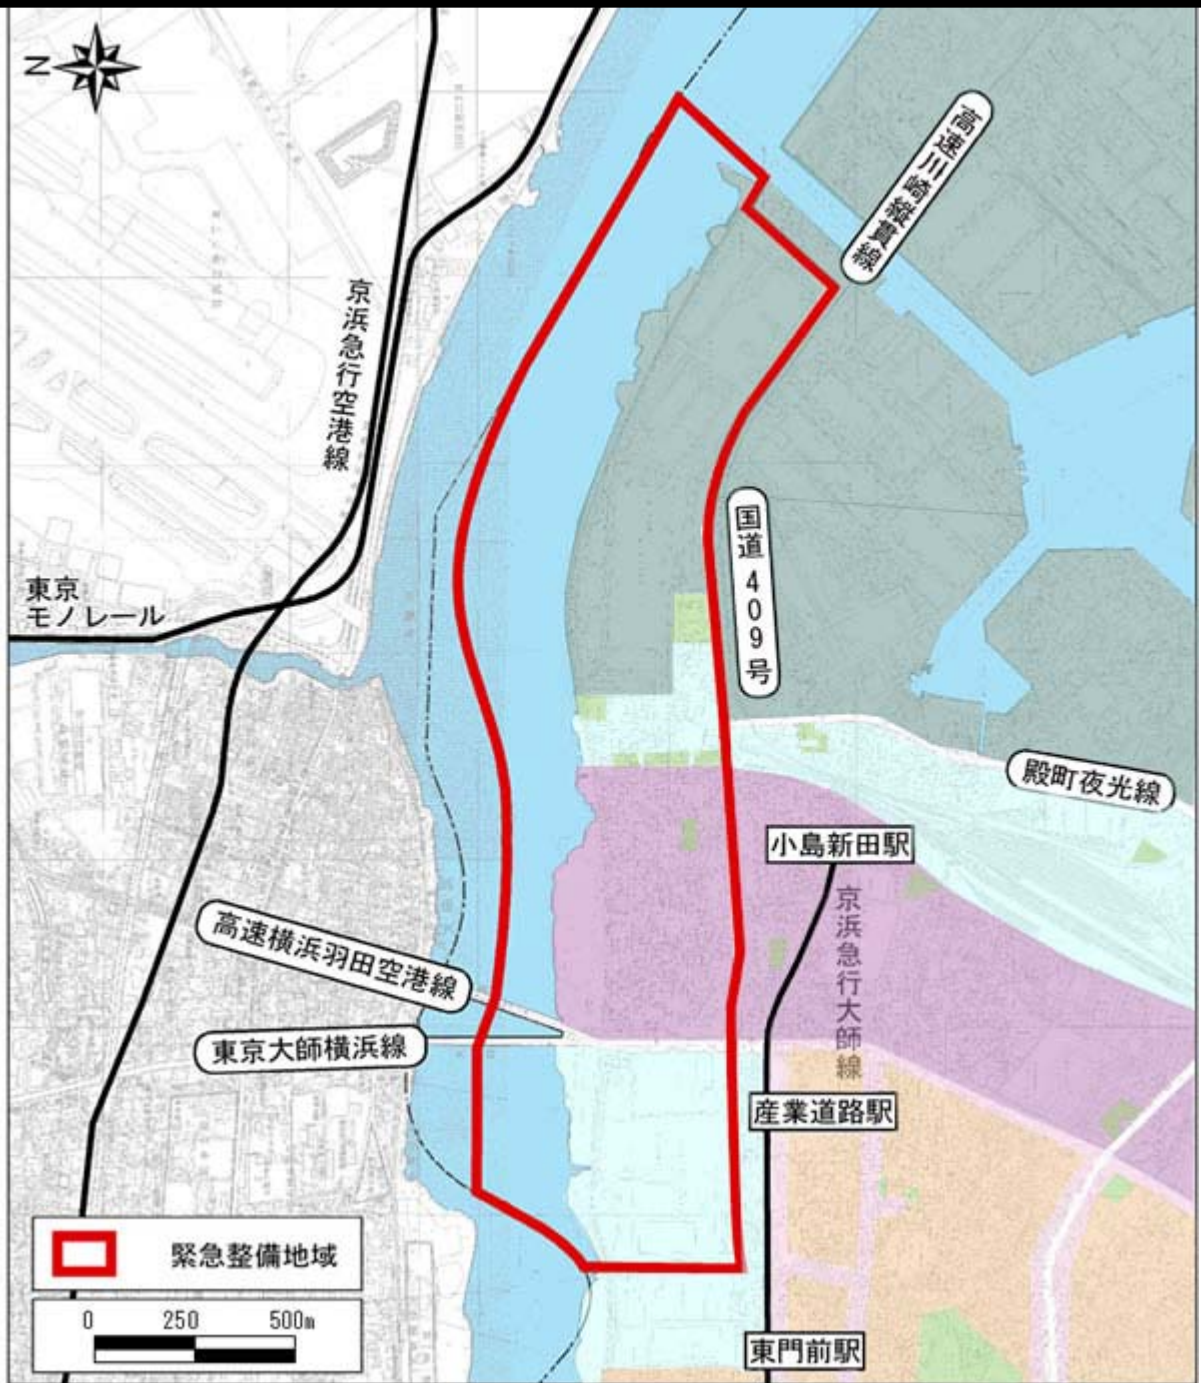 N
高速川崎縦貫線
京浜急行空港線
国道409号
東京
モノレール
殿町夜光線
小島新田駅
京浜急行大師線
高速横浜羽田空港線
東京大師横浜線
産業道路駅
緊急整備地域
0 250 500m
東門前駅